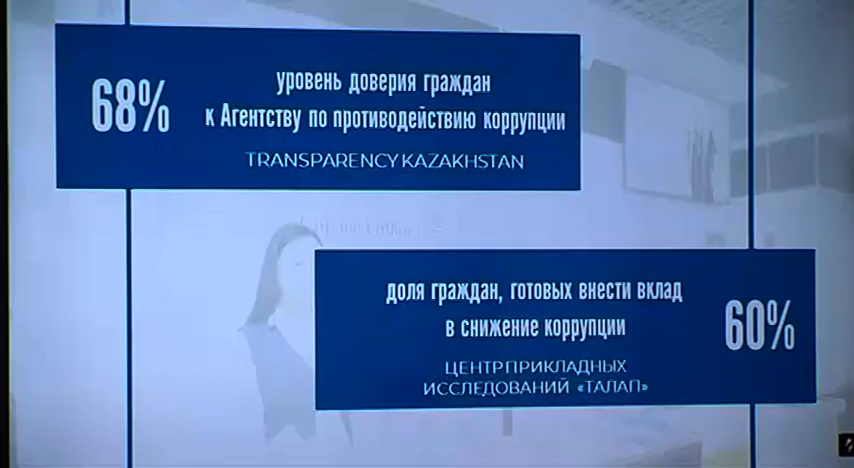 68%
уровень доверия граждан
к Агентству по противодействию коррупции
TRANSPARENCY KAZAKHSTAN
доля граждан, готовых внести вклад
в снижение коррупции
60%
ЦЕНТР ПРИКЛАДНЫХ
ИССЛЕДОВАНИЙ «ТАЛАП»